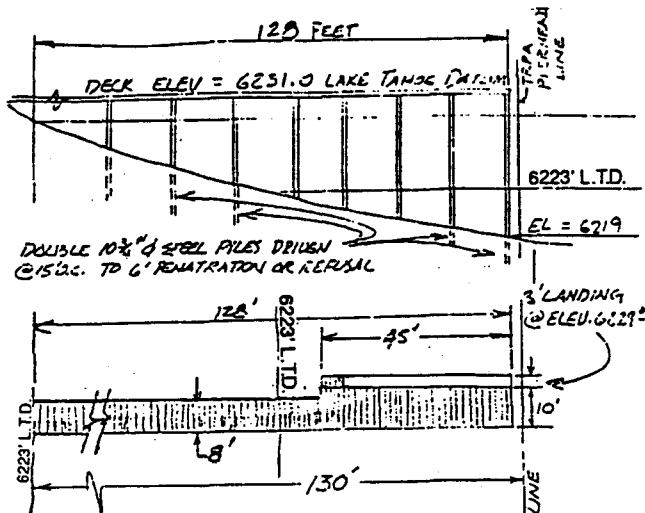 128 FEET
TRPA
PIERHEAD
LINE
DECK ELEV = 6231.0 LAKE TAHOE DATUM
6223' L.T.D.
EL = 6219
DOUBLE 10¾"⌀ STEEL PILES DRIVEN
@15'O.C. TO 6' PENATRATION OR REFUSAL
128'
6223' L.T.D.
45'
3' LANDING
@ ELEV. 6229.0
10'
8'
6223' L.T.D.
130'
LINE